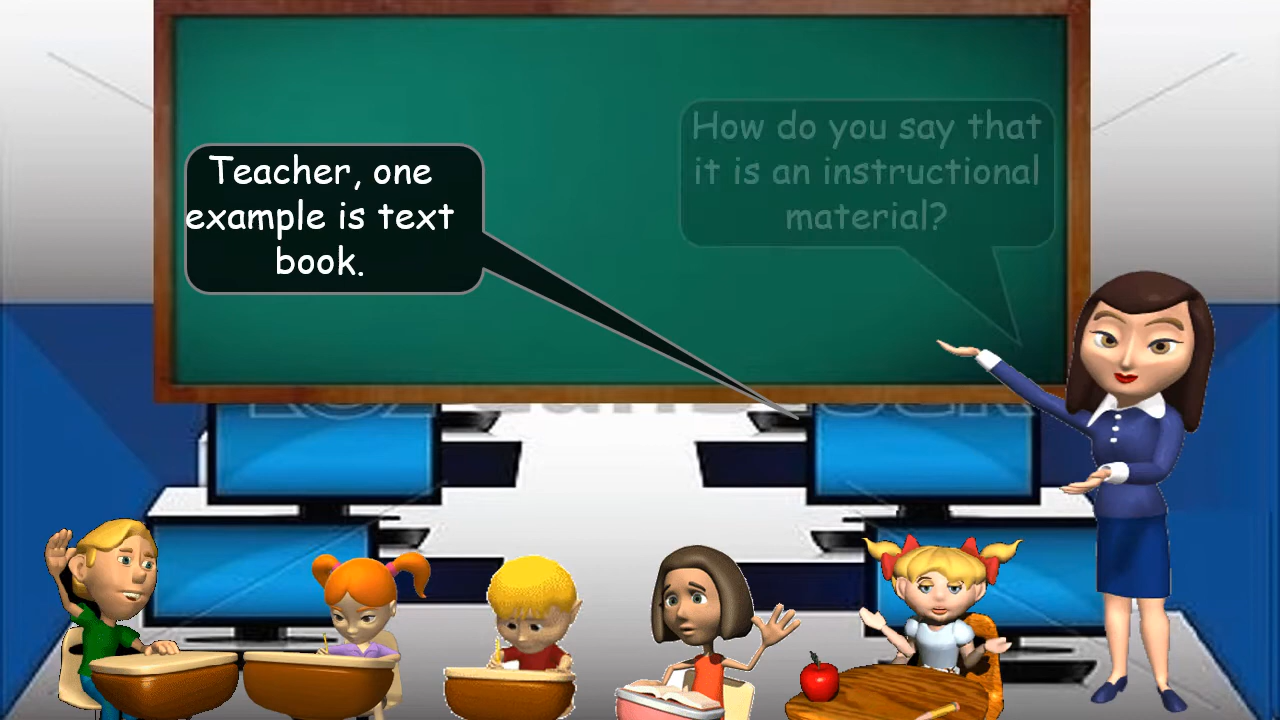 Teacher, one
example is text
book.
How do you say that
it is an instructional
material?